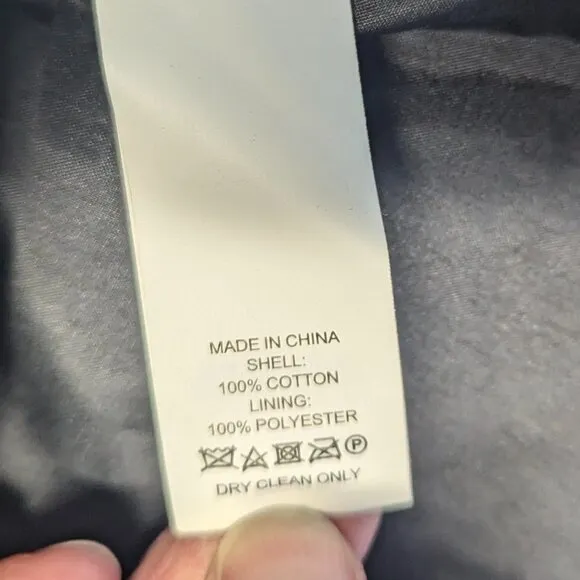 MADE IN CHINA
SHELL:
100% COTTON
LINING:
100% POLYESTER
P
DRY CLEAN ONLY